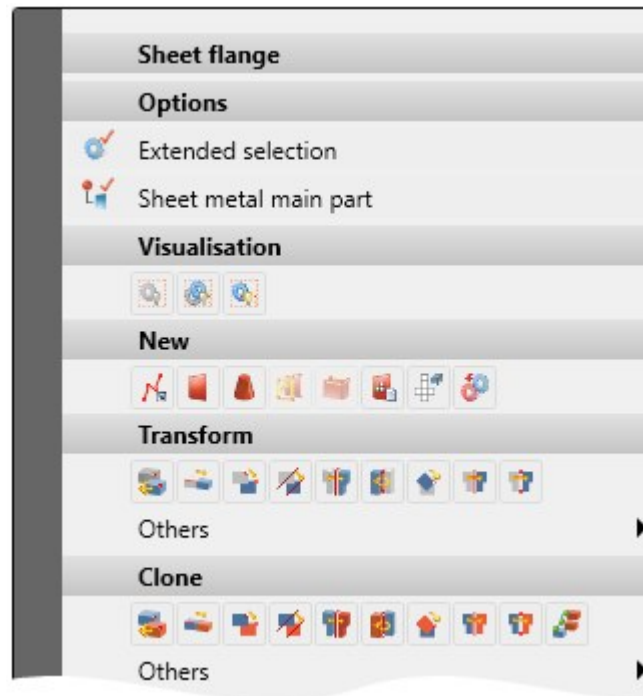 Sheet flange
Options
Extended selection
Sheet metal main part
Visualisation
New
Transform
Others
Clone
Others